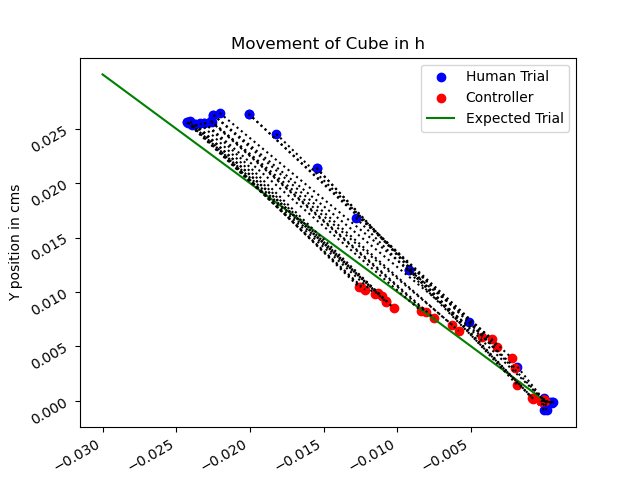 Movement of Cube in h
Human Trial
Controller
Expected Trial
Y position in cms
0.025
0.020
0.015
0.010
0.005
0.000
−0.030
−0.025
−0.020
−0.015
−0.010
−0.005